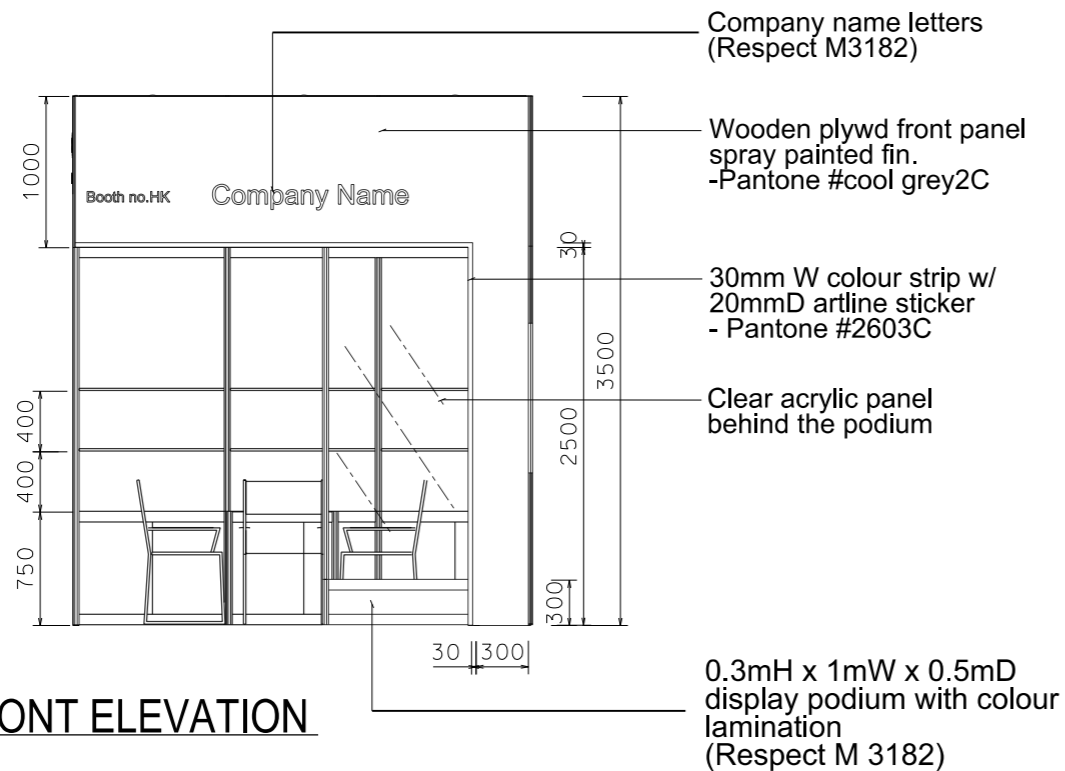 Company name letters
(Respect M3182)
Wooden plywd front panel
spray painted fin.
-Pantone #cool grey2C
1000
Booth no.HK
Company Name
30
30mm W colour strip w/
20mmD artline sticker
- Pantone #2603C
3500
Clear acrylic panel
behind the podium
400
2500
400
750
300
30
300
0.3mH x 1mW x 0.5mD
display podium with colour
lamination
(Respect M 3182)
ONT ELEVATION